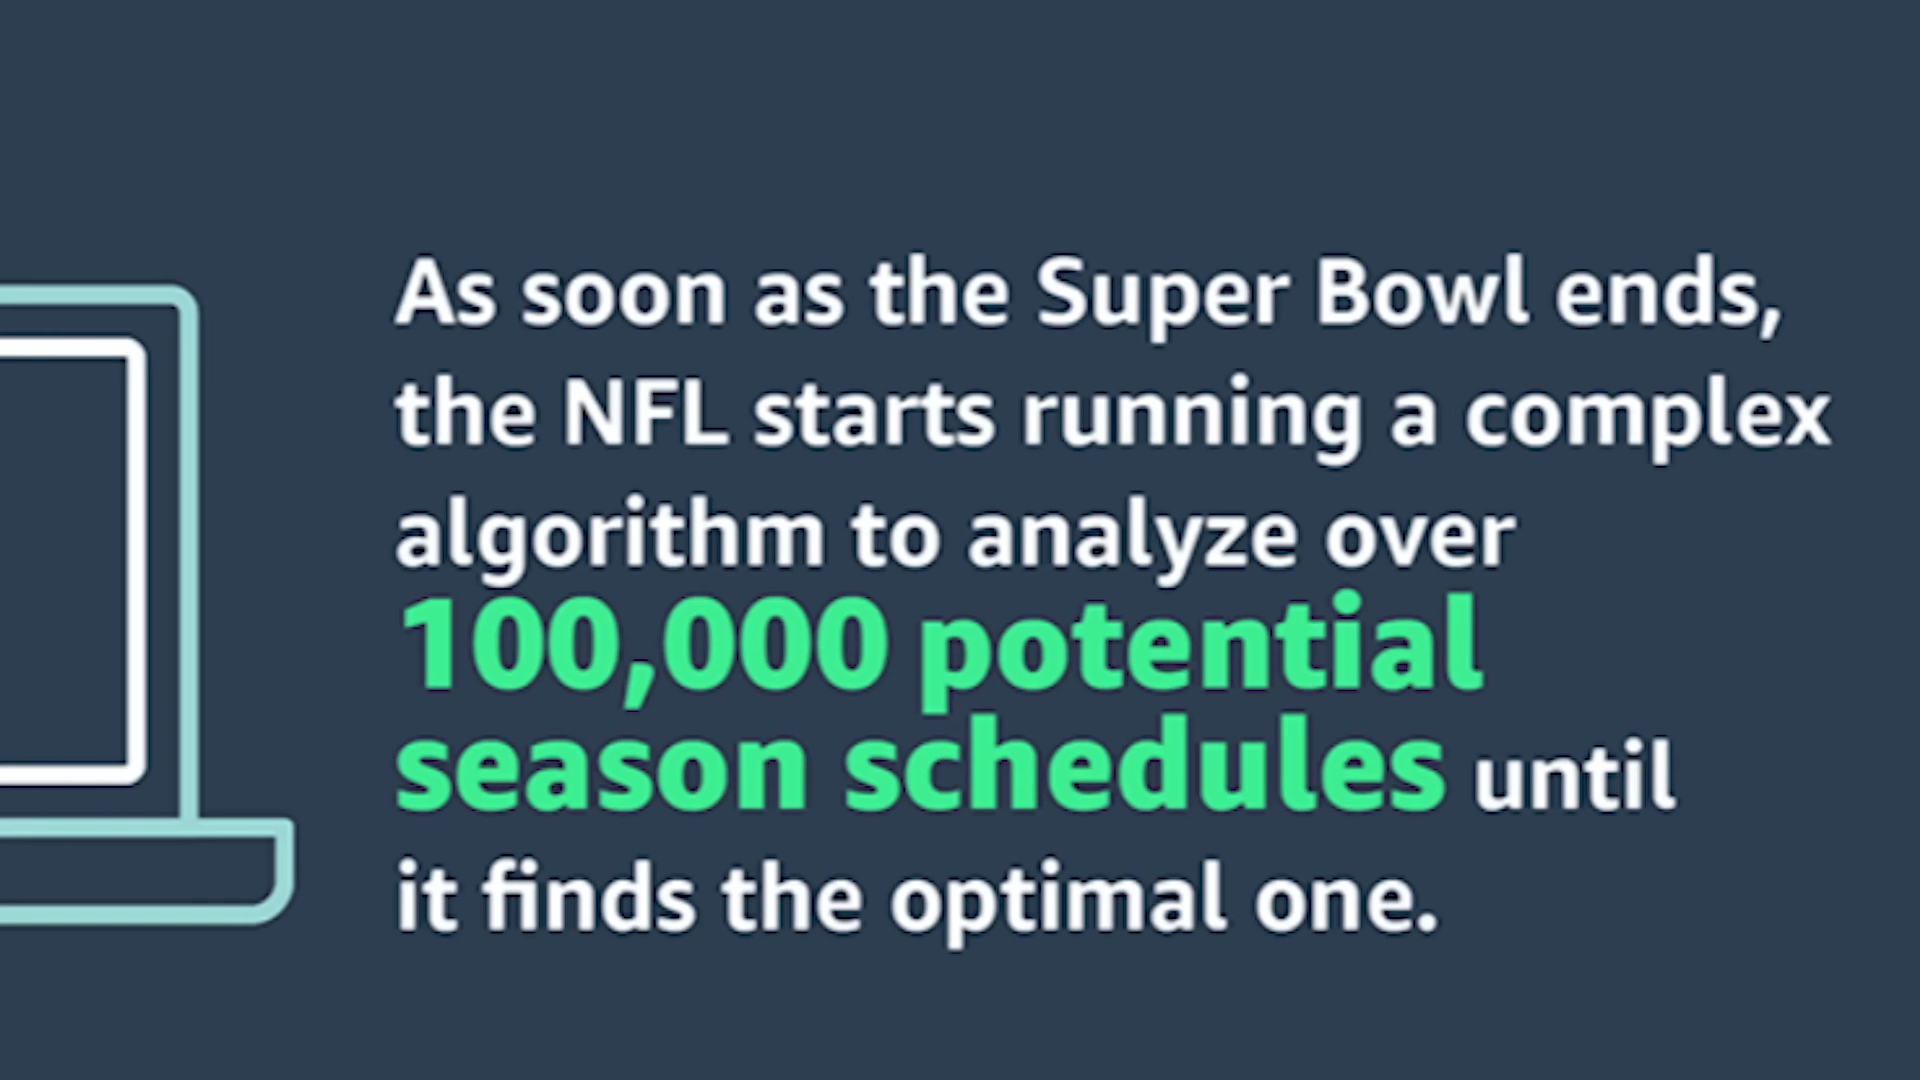 As soon as the Super Bowl ends,
the NFL starts running a complex
algorithm to analyze over
100,000 potential
season schedules until
it finds the optimal one.